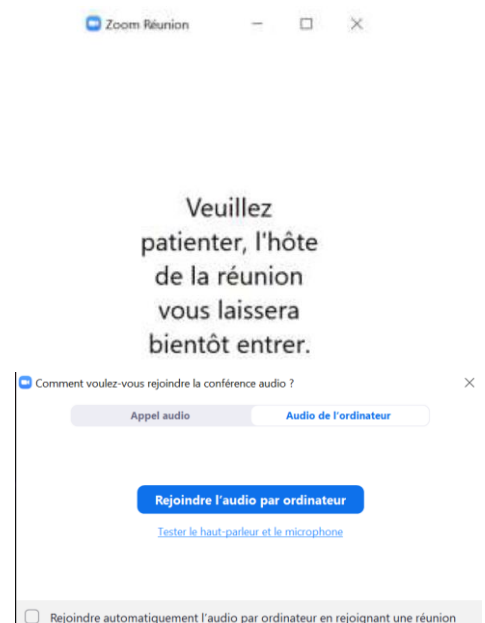 Zoom Réunion
Veuillez
patienter, l'hôte
de la réunion
vous laissera
bientôt entrer.
Comment voulez-vous rejoindre la conférence audio ?
Appel audio
Audio de l'ordinateur
Rejoindre l'audio par ordinateur
Tester le haut-parleur et le microphone
Rejoindre automatiquement l'audio par ordinateur en rejoignant une réunion